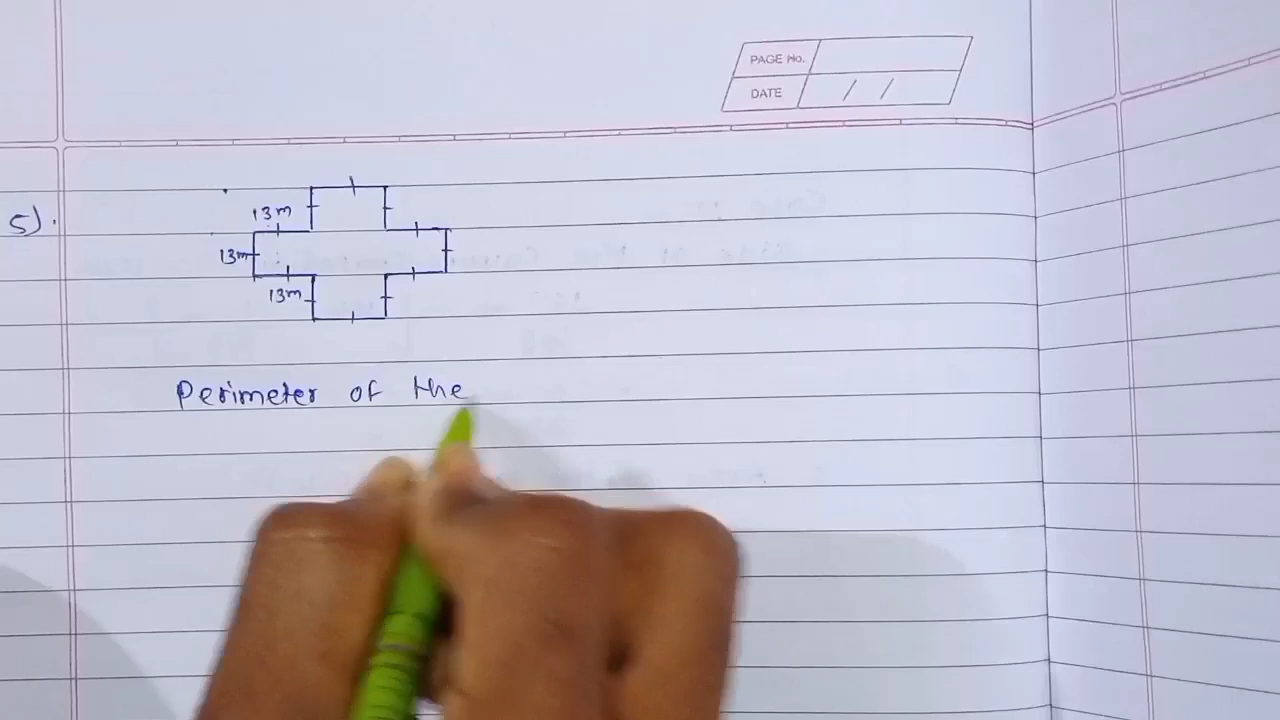 PAGE No.
DATE / /
5).
13m
13m
13m
Perimeter of the